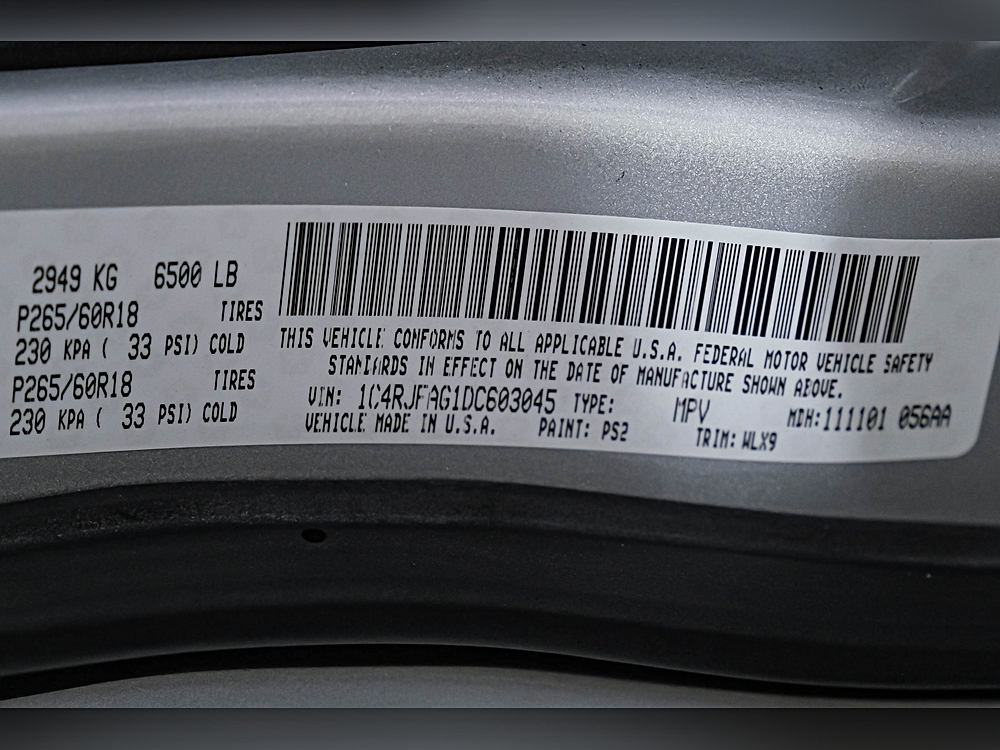 2949 KG 6500 LB
P265/60R18 TIRES
230 KPA ( 33 PSI) COLD
P265/60R18 TIRES
230 KPA ( 33 PSI) COLD
THIS VEHICLE CONFORMS TO ALL APPLICABLE U.S.A. FEDERAL MOTOR VEHICLE SAFETY
STANDARDS IN EFFECT ON THE DATE OF MANUFACTURE SHOWN ABOVE.
VIN: 1C4RJFAG1DC603045 TYPE: MPV MDH:111101 056AA
VEHICLE MADE IN U.S.A. PAINT: PS2 TRIM: WLX9